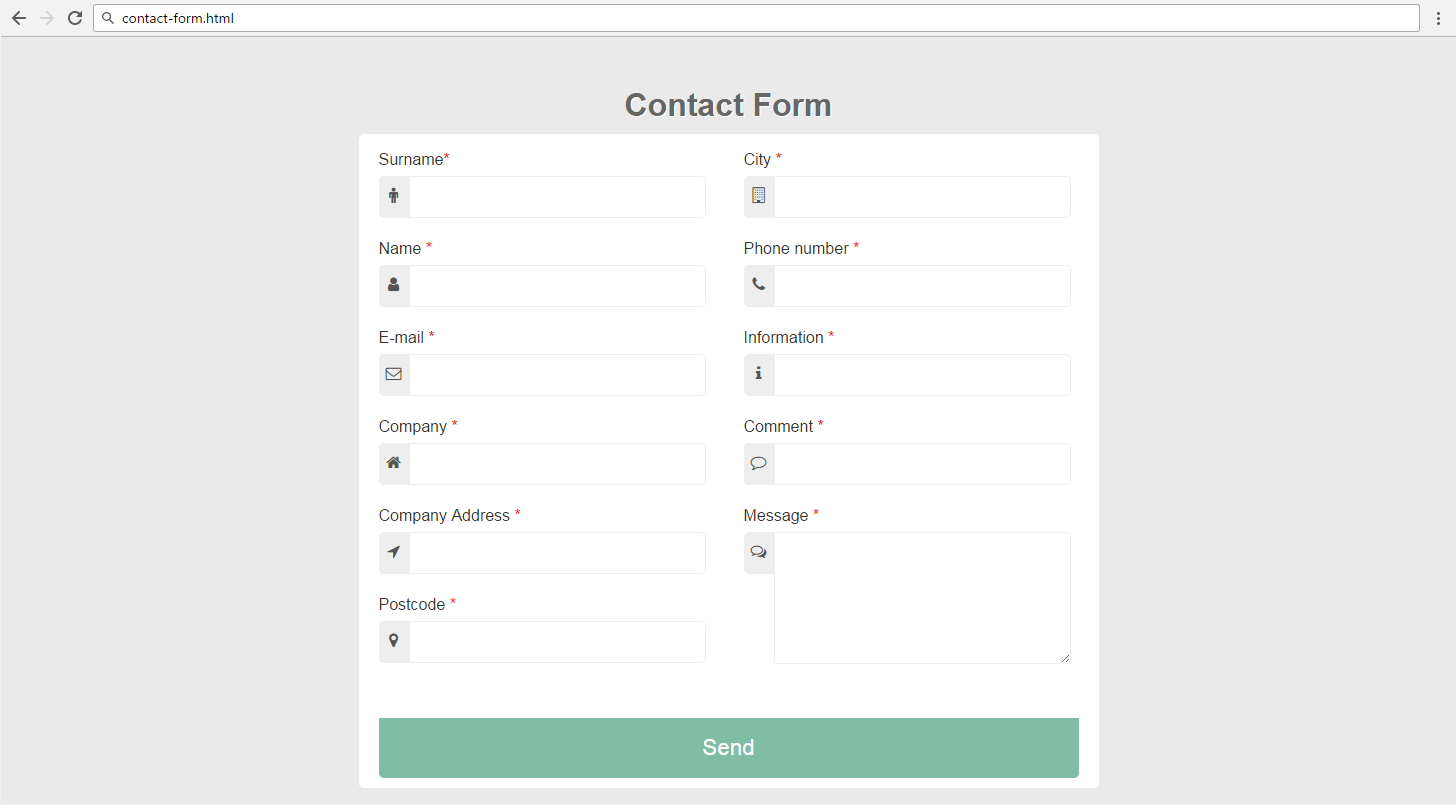 contact-form.html
Contact Form
Surname*
Name *
E-mail *
Company *
Company Address *
Postcode *
City *
Phone number *
Information *
Comment *
Message *
Send